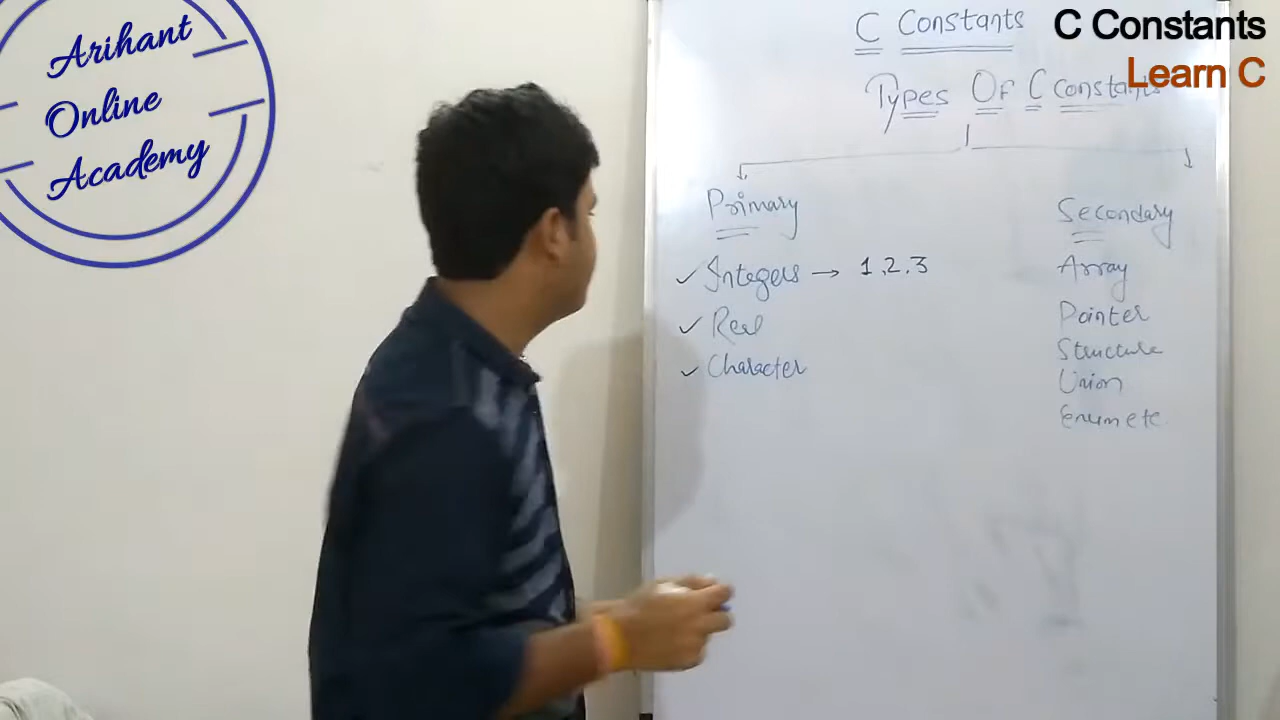 Arihant
Online
Academy
C Constants
Learn C
C Constants
Types Of C constants
Primary
Integers → 1,2,3
Real
Character
Secondary
Array
Pointer
Structure
Union
Enum etc